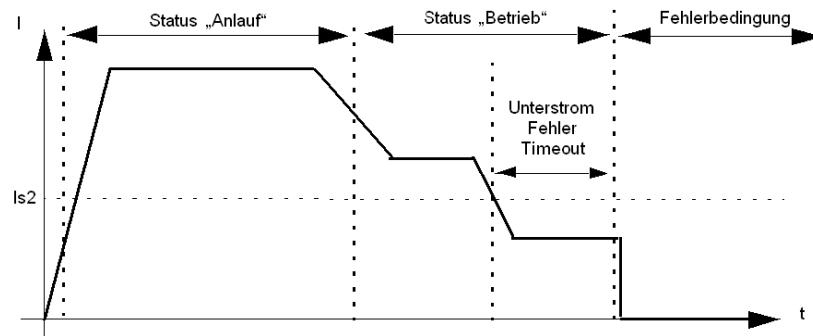 I
Status „Anlauf“
Status „Betrieb“
Fehlerbedingung
Unterstrom
Fehler
Timeout
Is2
t